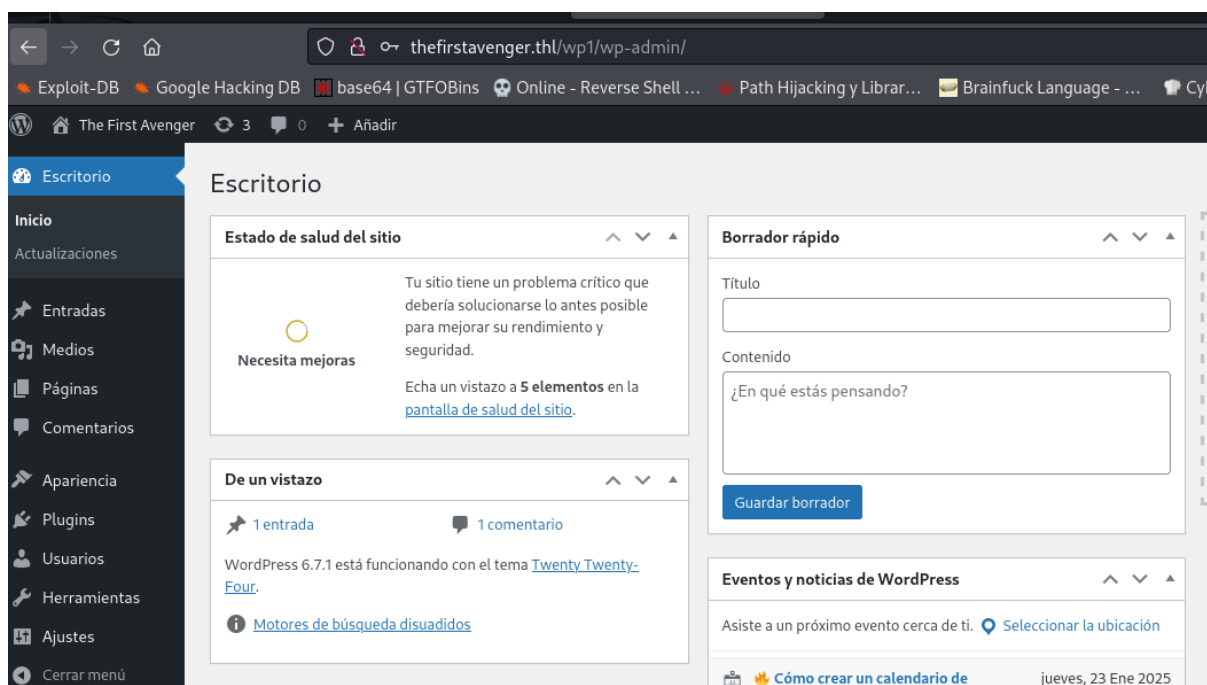 thefirstavenger.thl/wp1/wp-admin/
Exploit-DB Google Hacking DB base64 | GTFOBins Online - Reverse Shell ... Path Hijacking y Librar... Brainfuck Language - ... Cyl
The First Avenger 3 0 + Añadir
Escritorio
Inicio
Actualizaciones
Entradas
Medios
Páginas
Comentarios
Apariencia
Plugins
Usuarios
Herramientas
Ajustes
Cerrar menú
Escritorio
Estado de salud del sitio
Necesita mejoras
Tu sitio tiene un problema crítico que
debería solucionarse lo antes posible
para mejorar su rendimiento y
seguridad.
Echa un vistazo a 5 elementos en la
pantalla de salud del sitio.
De un vistazo
1 entrada 1 comentario
WordPress 6.7.1 está funcionando con el tema Twenty Twenty-
Four.
Motores de búsqueda disuadidos
Borrador rápido
Título
Contenido
¿En qué estás pensando?
Guardar borrador
Eventos y noticias de WordPress
Asiste a un próximo evento cerca de ti. Seleccionar la ubicación
Cómo crear un calendario de jueves, 23 Ene 2025